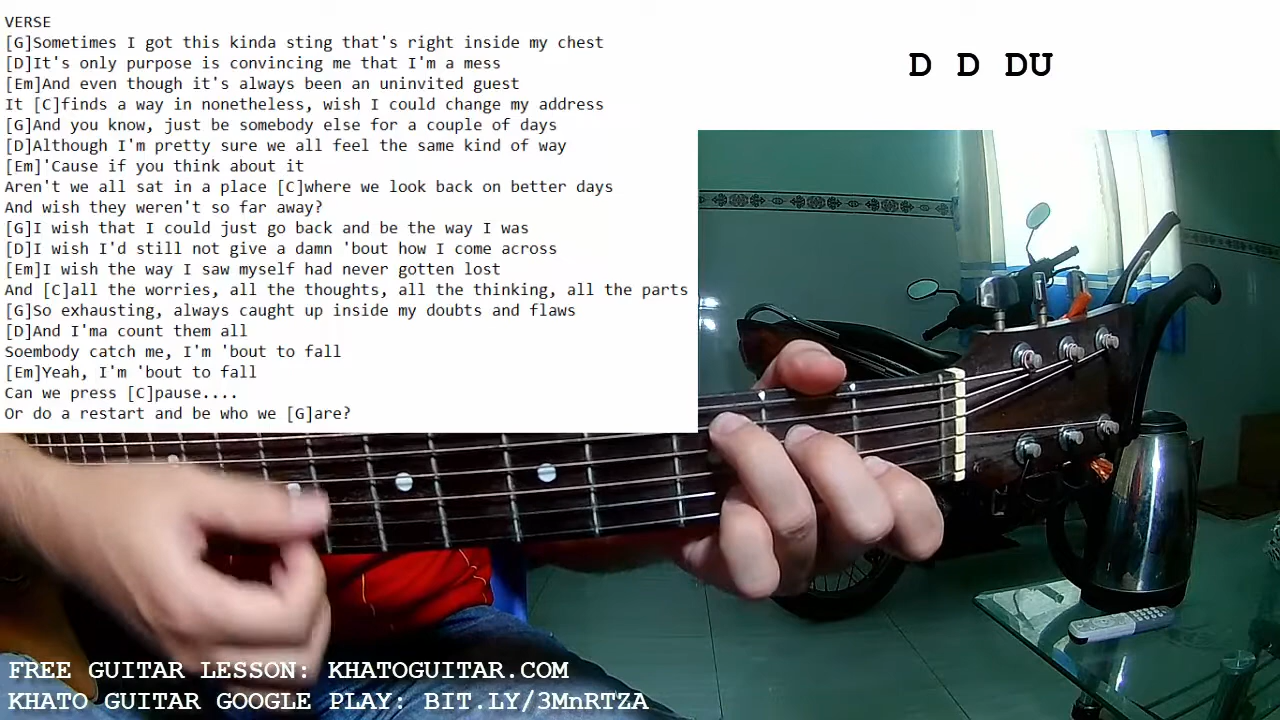 VERSE
[G]Sometimes I got this kinda sting that's right inside my chest
[D]It's only purpose is convincing me that I'm a mess
[Em]And even though it's always been an uninvited guest
It [C]finds a way in nonetheless, wish I could change my address
[G]And you know, just be somebody else for a couple of days
[D]Although I'm pretty sure we all feel the same kind of way
[Em]'Cause if you think about it
Aren't we all sat in a place [C]where we look back on better days
And wish they weren't so far away?
[G]I wish that I could just go back and be the way I was
[D]I wish I'd still not give a damn 'bout how I come across
[Em]I wish the way I saw myself had never gotten lost
And [C]all the worries, all the thoughts, all the thinking, all the parts
[G]So exhausting, always caught up inside my doubts and flaws
[D]And I'ma count them all
Soembody catch me, I'm 'bout to fall
[Em]Yeah, I'm 'bout to fall
Can we press [C]pause....
Or do a restart and be who we [G]are?
D D DU
FREE GUITAR LESSON: KHATOGUITAR.COM
KHATO GUITAR GOOGLE PLAY: BIT.LY/3MnRTZA